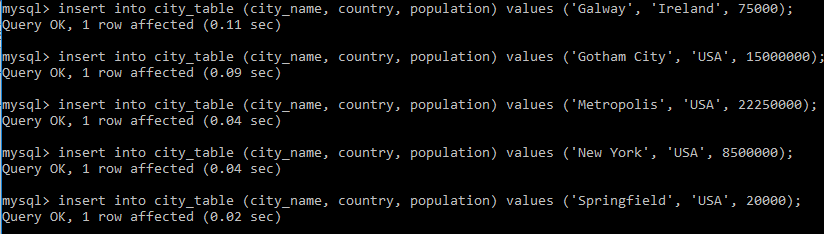 mysql> insert into city_table (city_name, country, population) values ('Galway', 'Ireland', 75000);
Query OK, 1 row affected (0.11 sec)
mysql> insert into city_table (city_name, country, population) values ('Gotham City', 'USA', 15000000);
Query OK, 1 row affected (0.09 sec)
mysql> insert into city_table (city_name, country, population) values ('Metropolis', 'USA', 22250000);
Query OK, 1 row affected (0.04 sec)
mysql> insert into city_table (city_name, country, population) values ('New York', 'USA', 8500000);
Query OK, 1 row affected (0.04 sec)
mysql> insert into city_table (city_name, country, population) values ('Springfield', 'USA', 20000);
Query OK, 1 row affected (0.02 sec)